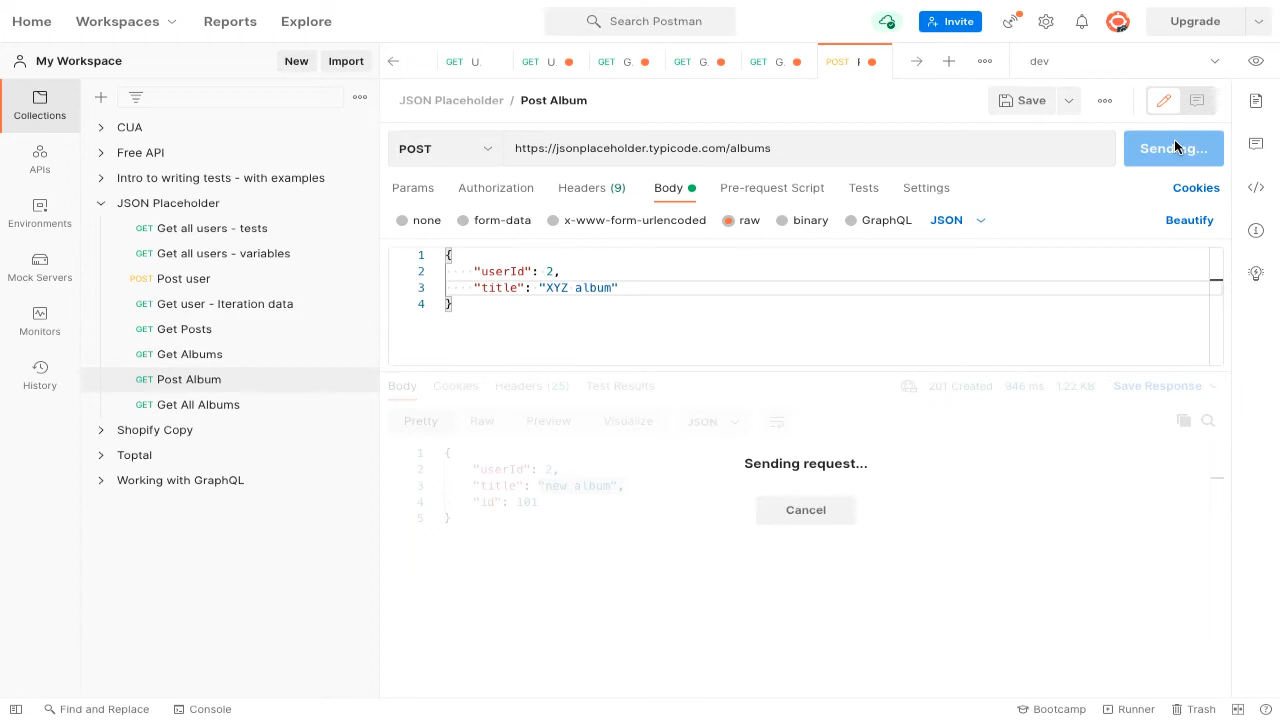 Home Workspaces Reports Explore Search Postman Invite Upgrade
My Workspace New Import GET U. GET U. GET G. GET G. GET G. POST dev
JSON Placeholder / Post Album Save
POST https://jsonplaceholder.typicode.com/albums Sending...
Params Authorization Headers (9) Body Pre-request Script Tests Settings Cookies
none form-data x-www-form-urlencoded raw binary GraphQL JSON Beautify
1 {
2 "userId": 2,
3 "title": "XYZ album"
4 }
Collections
APIs
Environments
Mock Servers
Monitors
History
CUA
Free API
Intro to writing tests - with examples
JSON Placeholder
GET Get all users - tests
GET Get all users - variables
POST Post user
GET Get user - Iteration data
GET Get Posts
GET Get Albums
GET Post Album
GET Get All Albums
Shopify Copy
Toptal
Working with GraphQL
Body Cookies Headers (25) Test Results 201 Created 946 ms 1.22 KB Save Response
Pretty Raw Preview Visualize JSON
1 {
2 "userId": 2,
3 "title": "new album",
4 "id": 101
5 }
Sending request...
Cancel
Find and Replace Console Bootcamp Runner Trash